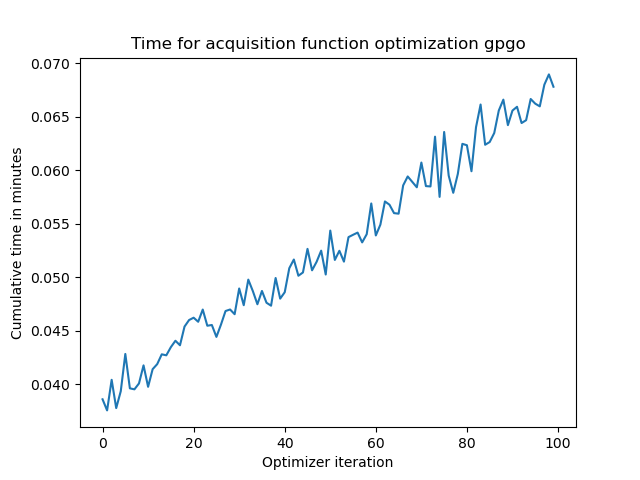 Time for acquisition function optimization gpgo
0.070
0.065
0.060
0.055
0.050
0.045
0.040
Cumulative time in minutes
0 20 40 60 80 100
Optimizer iteration